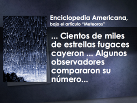 Enciclopedia Americana,
bajo el artículo "Meteoros"
... Cientos de miles
de estrellas fugaces
cayeron ... Algunos
observadores
compararon su
número...